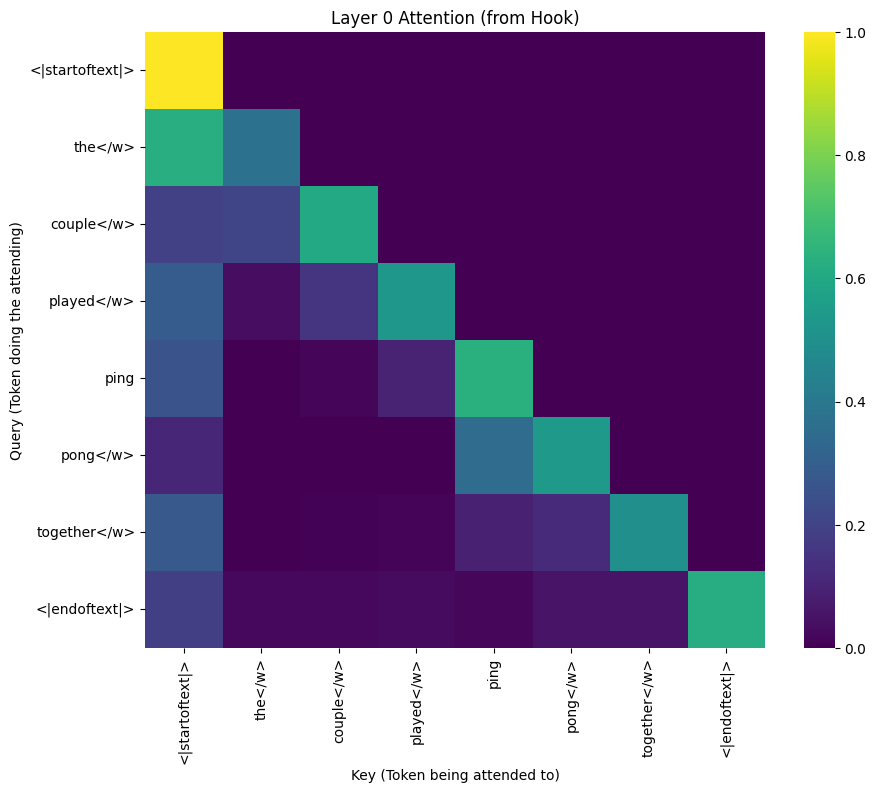 Layer 0 Attention (from Hook)
Query (Token doing the attending)
<|startoftext|>
the</w>
couple</w>
played</w>
ping
pong</w>
together</w>
<|endoftext|>
1.0
0.8
0.6
0.4
0.2
0.0
<|startoftext|>
the</w>
couple</w>
played</w>
ping
pong</w>
together</w>
<|endoftext|>
Key (Token being attended to)